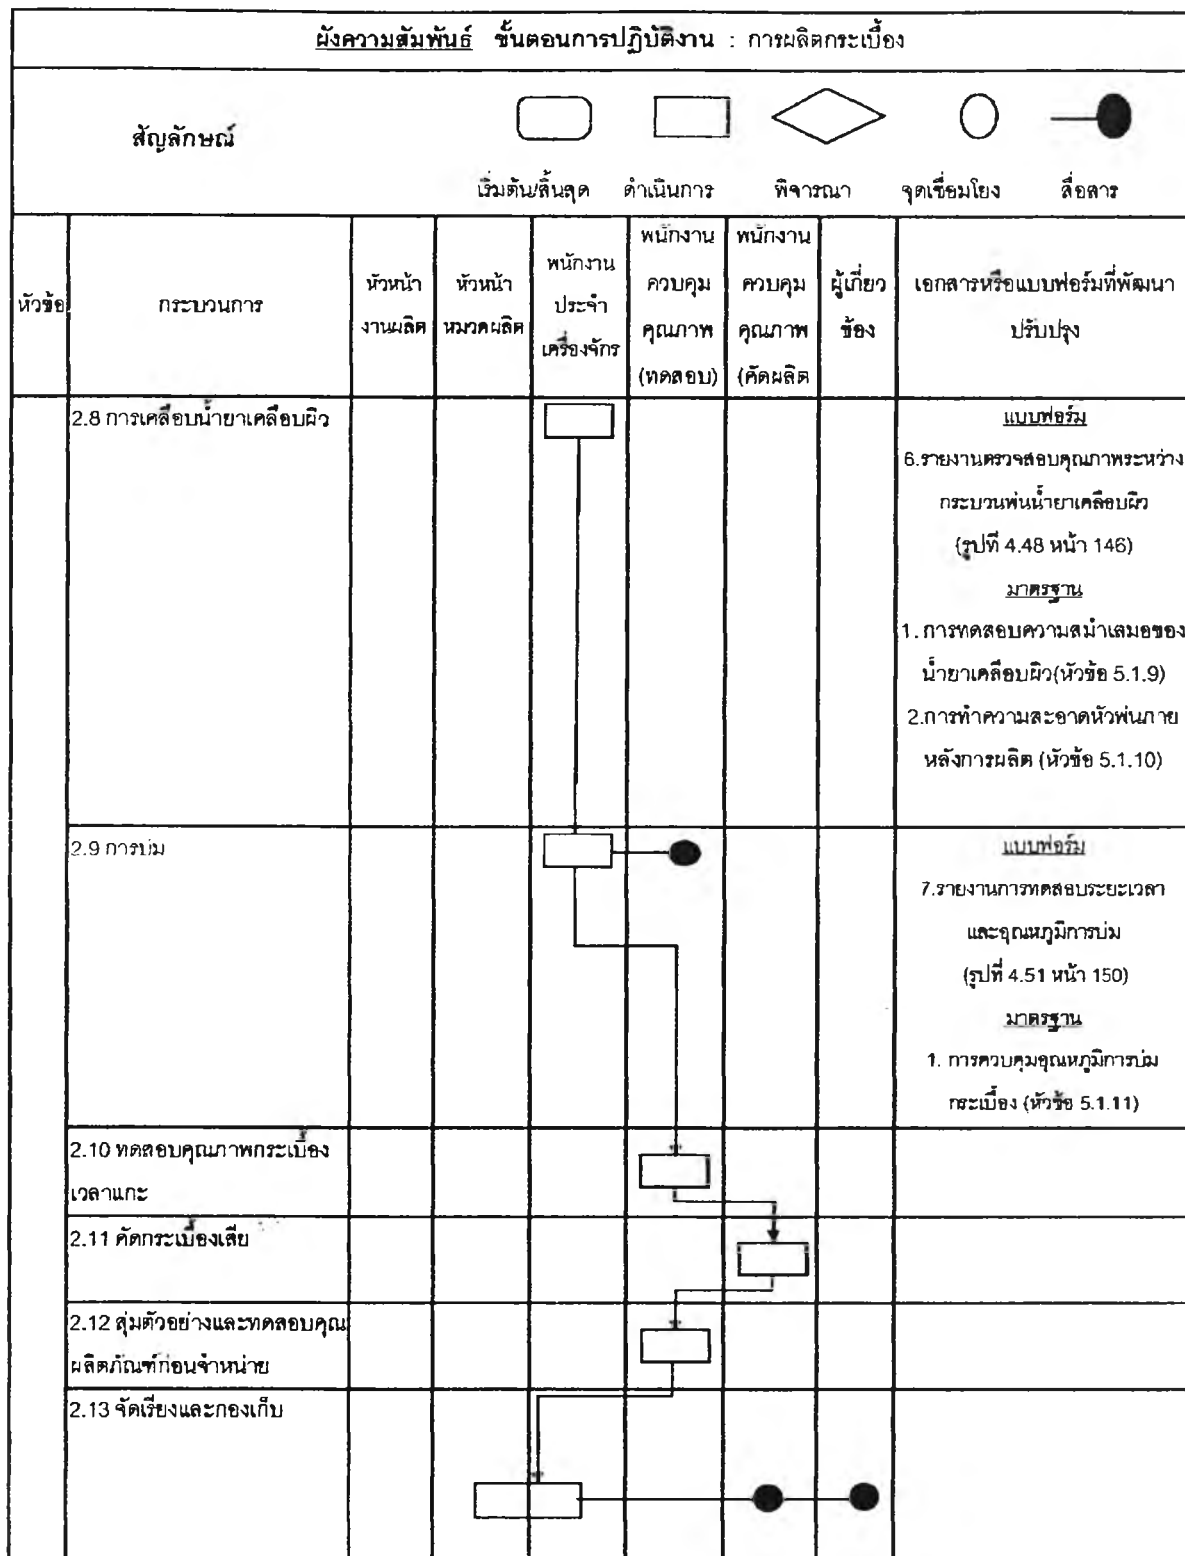 ผังความสัมพันธ์ ขั้นตอนการปฏิบัติงาน : การผลิตกระเบื้อง
สัญลักษณ์
เริ่มต้น/สิ้นสุด ดำเนินการ พิจารณา จุดเชื่อมโยง สื่อสาร
หัวข้อ
กระบวนการ
หัวหน้า
งานผลิต
หัวหน้า
หมวดผลิต
พนักงาน
ประจำ
เครื่องจักร
พนักงาน
ควบคุม
คุณภาพ
(ทดสอบ)
พนักงาน
ควบคุม
คุณภาพ
(คัดผลิต
ผู้เกี่ยว
ข้อง
เอกสารหรือแบบฟอร์มที่พัฒนา
ปรับปรุง
2.8 การเคลือบน้ำยาเคลือบผิว
แบบฟอร์ม
6.รายงานตรวจสอบคุณภาพระหว่าง
กระบวนพ่นน้ำยาเคลือบผิว
(รูปที่ 4.48 หน้า 146)
มาตรฐาน
1. การทดสอบความสม่ำเสมอของ
น้ำยาเคลือบผิว(หัวข้อ 5.1.9)
2.การทำความสะอาดหัวพ่นภาย
หลังการผลิต (หัวข้อ 5.1.10)
2.9 การบ่ม
แบบฟอร์ม
7.รายงานการทดสอบระยะเวลา
และอุณหภูมิการบ่ม
(รูปที่ 4.51 หน้า 150)
มาตรฐาน
1. การควบคุมอุณหภูมิการบ่ม
กระเบื้อง (หัวข้อ 5.1.11)
2.10 ทดสอบคุณภาพกระเบื้อง
เวลาแกะ
2.11 คัดกระเบื้องเสีย
2.12 สุ่มตัวอย่างและทดสอบคุณ
ผลิตภัณฑ์ก่อนจำหน่าย
2.13 จัดเรียงและกองเก็บ